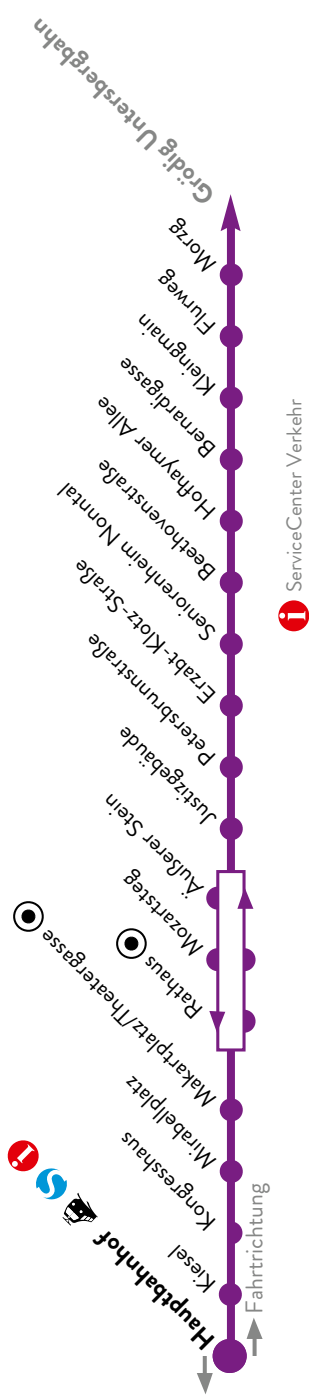 Grödig Untersbergbahn
Morzg
Flurweg
Kleingmain
Bernardigasse
Hofhaymer Allee
Beethovenstraße
Seniorenheim Nonntal
Erzabt-Klotz-Straße
Petersbrunnstraße
Justizgebäude
Äußerer Stein
Mozartsteg
Rathaus
Makartplatz/Theatergasse
Mirabellplatz
Kongresshaus
Kiesel
Hauptbahnhof
Fahrtrichtung
i ServiceCenter Verkehr